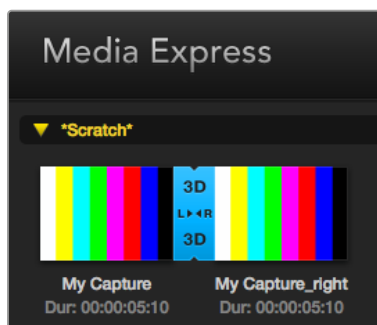 Media Express
*Scratch*
3D
L▶◀R
3D
My Capture
My Capture_right
Dur: 00:00:05:10
Dur: 00:00:05:10